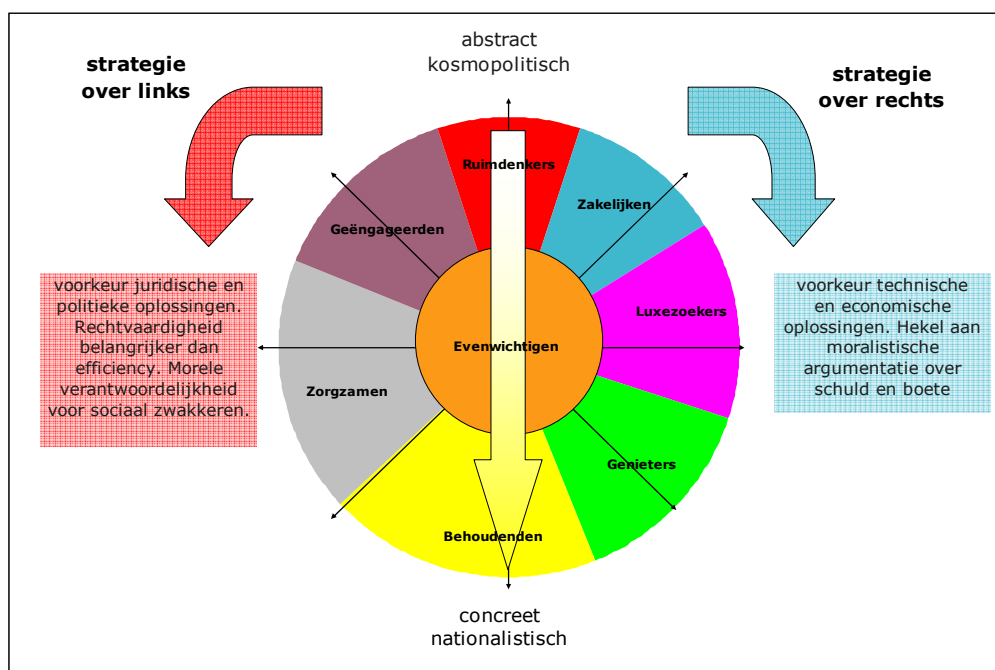 abstract
kosmopolitisch
strategie
over links
strategie
over rechts
Ruimdenkers
Zakelijken
Geëngageerden
Luxezoekers
Evenwichtigen
Zorgzamen
Genieters
Behoudenden
voorkeur juridische en
politieke oplossingen.
Rechtvaardigheid
belangrijker dan
efficiency. Morele
verantwoordelijkheid
voor sociaal zwakkeren.
voorkeur technische
en economische
oplossingen. Hekel aan
moralistische
argumentatie over
schuld en boete
concreet
nationalistisch